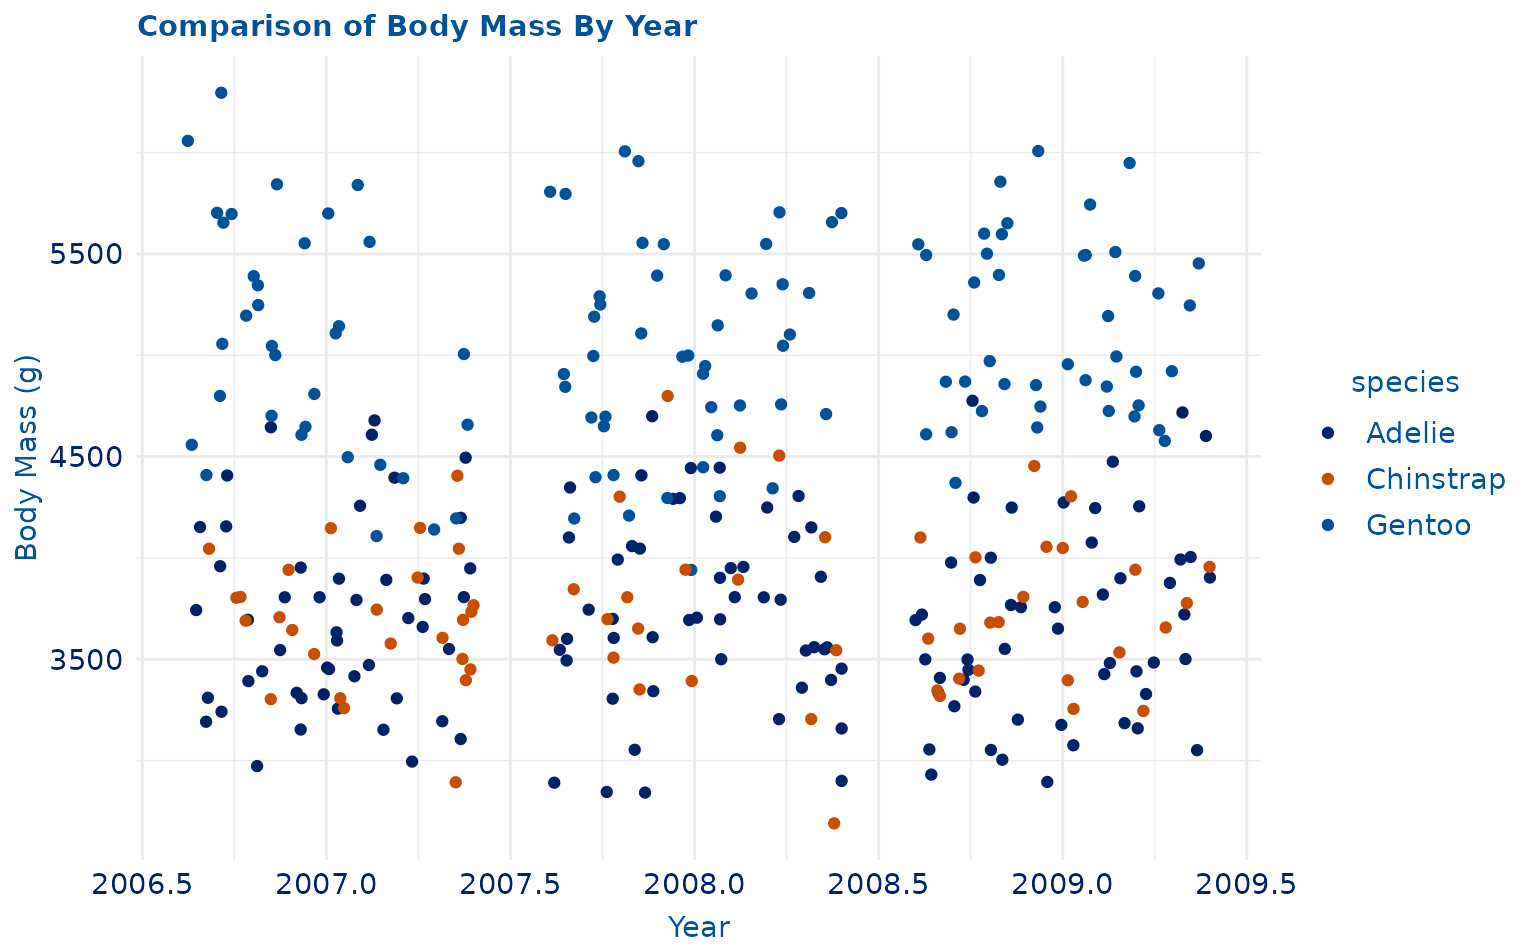 Comparison of Body Mass By Year
5500
4500
3500
Body Mass (g)
2006.5 2007.0 2007.5 2008.0 2008.5 2009.0 2009.5
Year
species
Adelie
Chinstrap
Gentoo